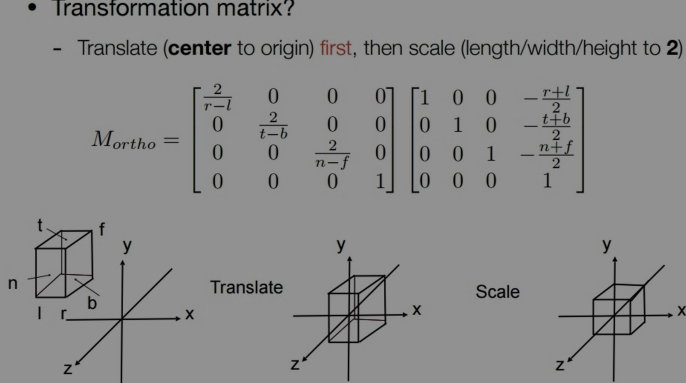 • Transformation matrix?
- Translate (center to origin) first, then scale (length/width/height to 2)
M_{ortho} = \begin{bmatrix} \frac{2}{r-l} & 0 & 0 & 0 \\ 0 & \frac{2}{t-b} & 0 & 0 \\ 0 & 0 & \frac{2}{n-f} & 0 \\ 0 & 0 & 0 & 1 \end{bmatrix} \begin{bmatrix} 1 & 0 & 0 & -\frac{r+l}{2} \\ 0 & 1 & 0 & -\frac{t+b}{2} \\ 0 & 0 & 1 & -\frac{n+f}{2} \\ 0 & 0 & 0 & 1 \end{bmatrix}
t f
n
l r b
y
x
z
Translate
y
x
z
Scale
y
x
z